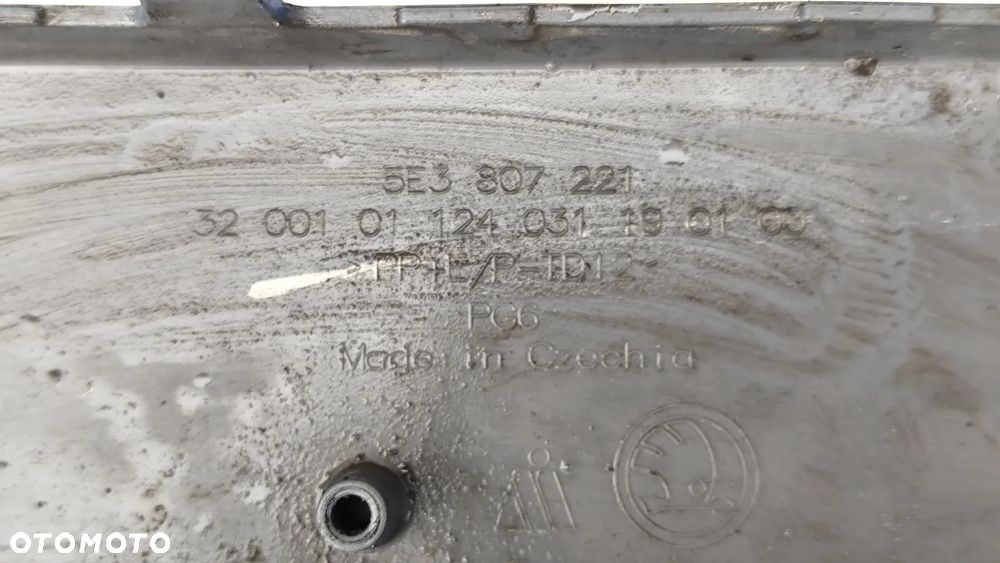 5E3 807 221
32 001 01 124 031 19 01 60
PP+E/P-TD12
PG6
Made in Czechia
OTOMOTO